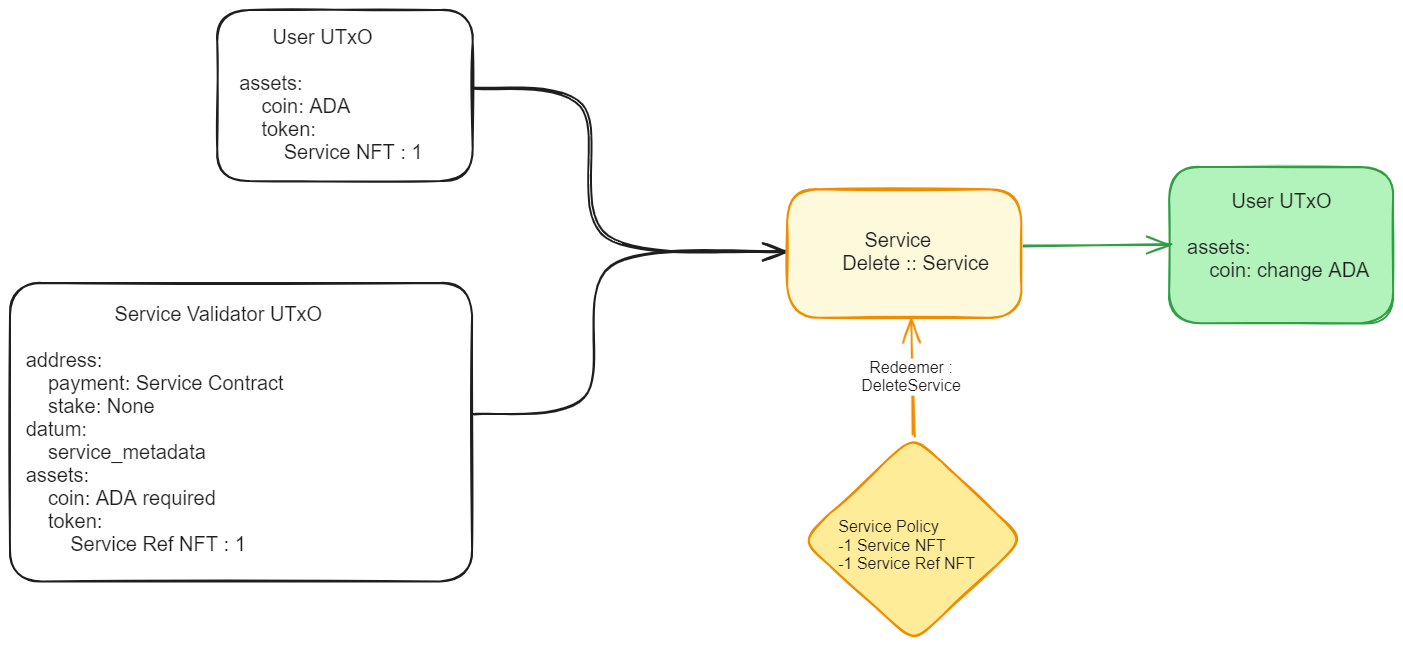 User UTxO
assets:
coin: ADA
token:
Service NFT : 1
Service Validator UTxO
address:
payment: Service Contract
stake: None
datum:
service_metadata
assets:
coin: ADA required
token:
Service Ref NFT : 1
Service
Delete :: Service
Redeemer :
DeleteService
Service Policy
-1 Service NFT
-1 Service Ref NFT
User UTxO
assets:
coin: change ADA